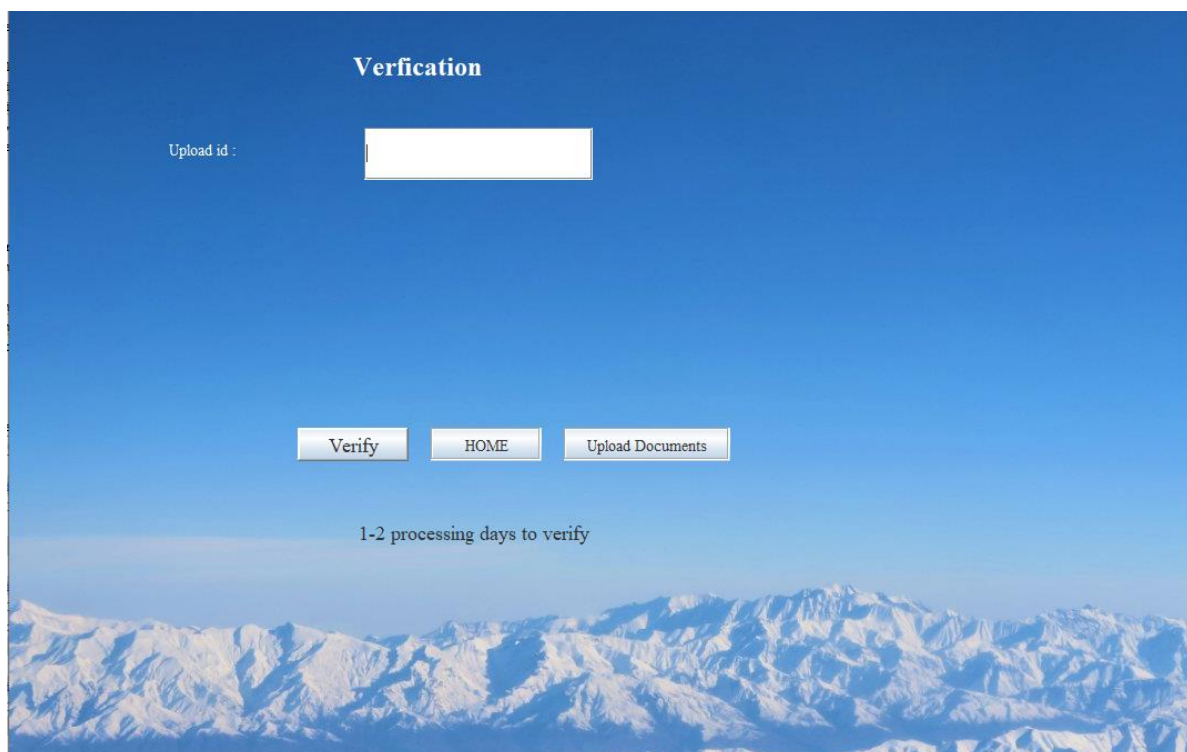 Verfication
Upload id :
Verify HOME Upload Documents
1-2 processing days to verify